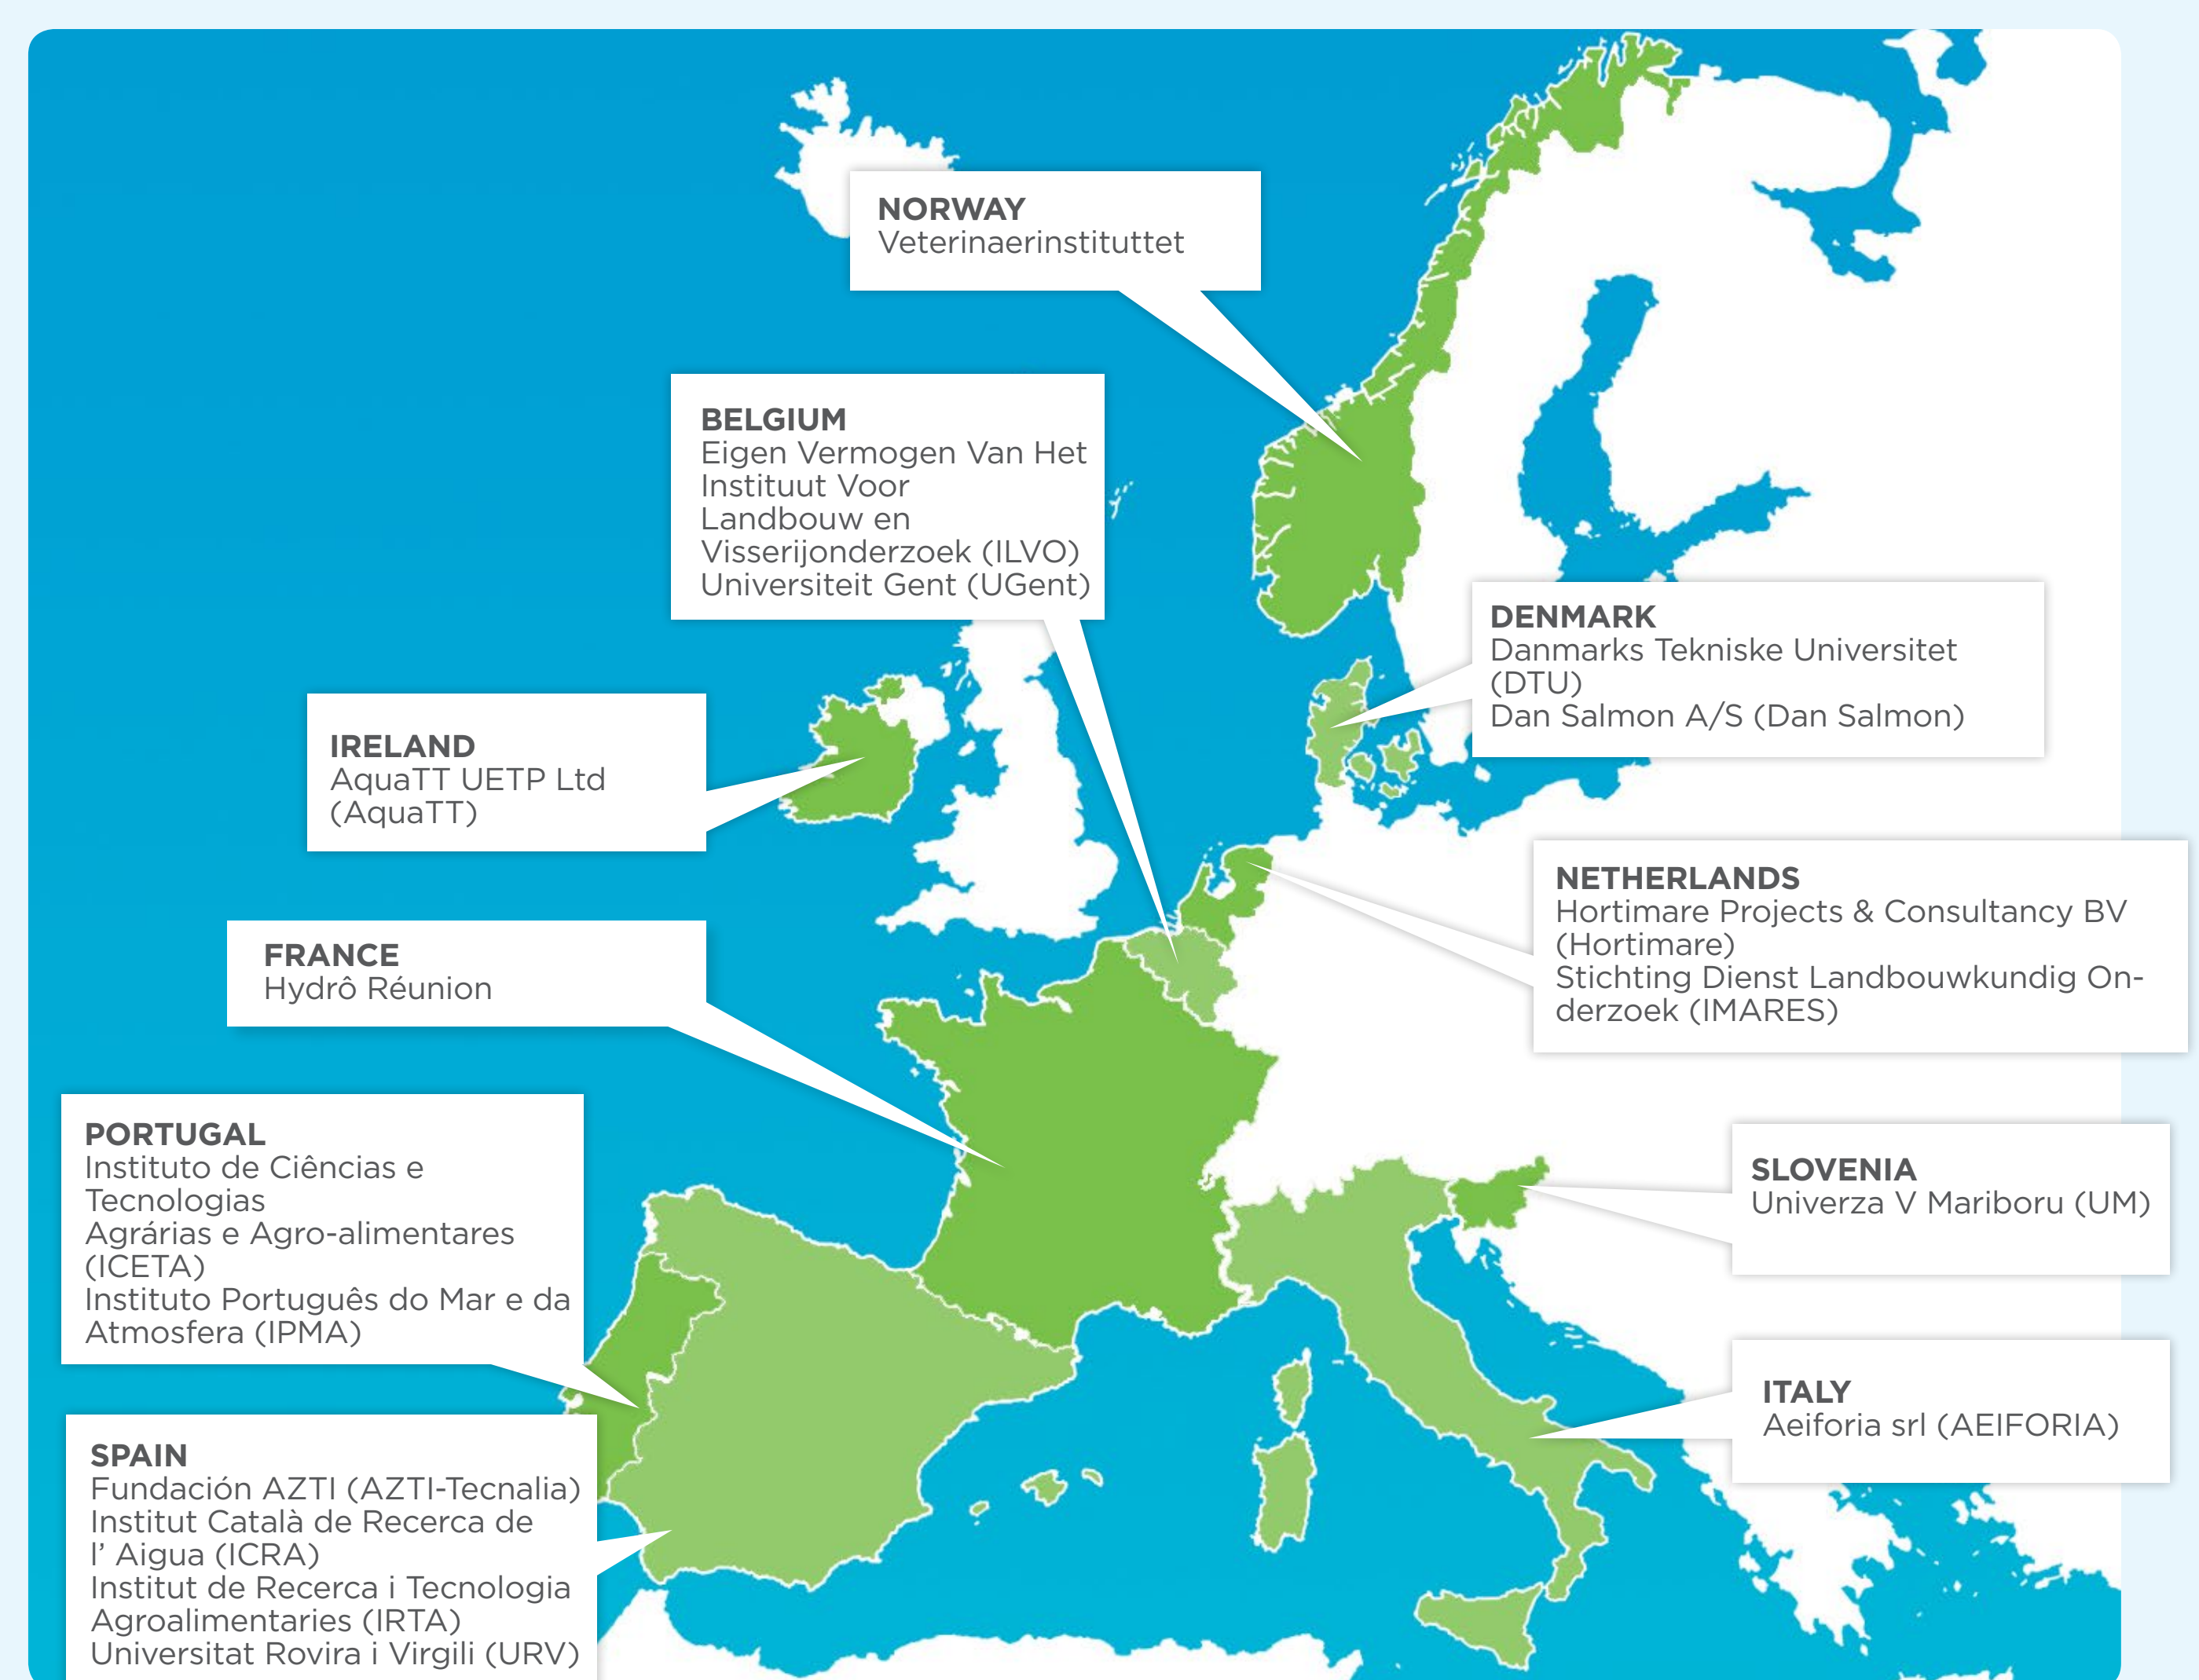 NORWAY
Veterinaerinstituttet
BELGIUM
Eigen Vermogen Van Het
Instituut Voor
Landbouw en
Visserijonderzoek (ILVO)
Universiteit Gent (UGent)
DENMARK
Danmarks Tekniske Universitet
(DTU)
Dan Salmon A/S (Dan Salmon)
IRELAND
AquaTT UETP Ltd
(AquaTT)
NETHERLANDS
Hortimare Projects & Consultancy BV
(Hortimare)
Stichting Dienst Landbouwkundig On-
derzoek (IMARES)
FRANCE
Hydrô Réunion
PORTUGAL
Instituto de Ciências e
Tecnologias
Agrárias e Agro-alimentares
(ICETA)
Instituto Português do Mar e da
Atmosfera (IPMA)
SLOVENIA
Univerza V Mariboru (UM)
ITALY
Aeiforia srl (AEIFORIA)
SPAIN
Fundación AZTI (AZTI-Tecnalia)
Institut Català de Recerca de
l’ Aigua (ICRA)
Institut de Recerca i Tecnologia
Agroalimentaries (IRTA)
Universitat Rovira i Virgili (URV)